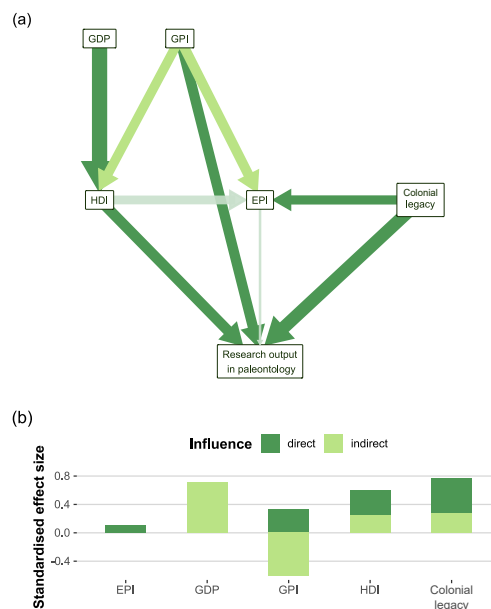 (a)
GDP
GPI
HDI
EPI
Colonial
legacy
Research output
in paleontology
(b)
Influence
direct
indirect
Standardised effect size
0.8
0.4
0.0
-0.4
EPI
GDP
GPI
HDI
Colonial
legacy